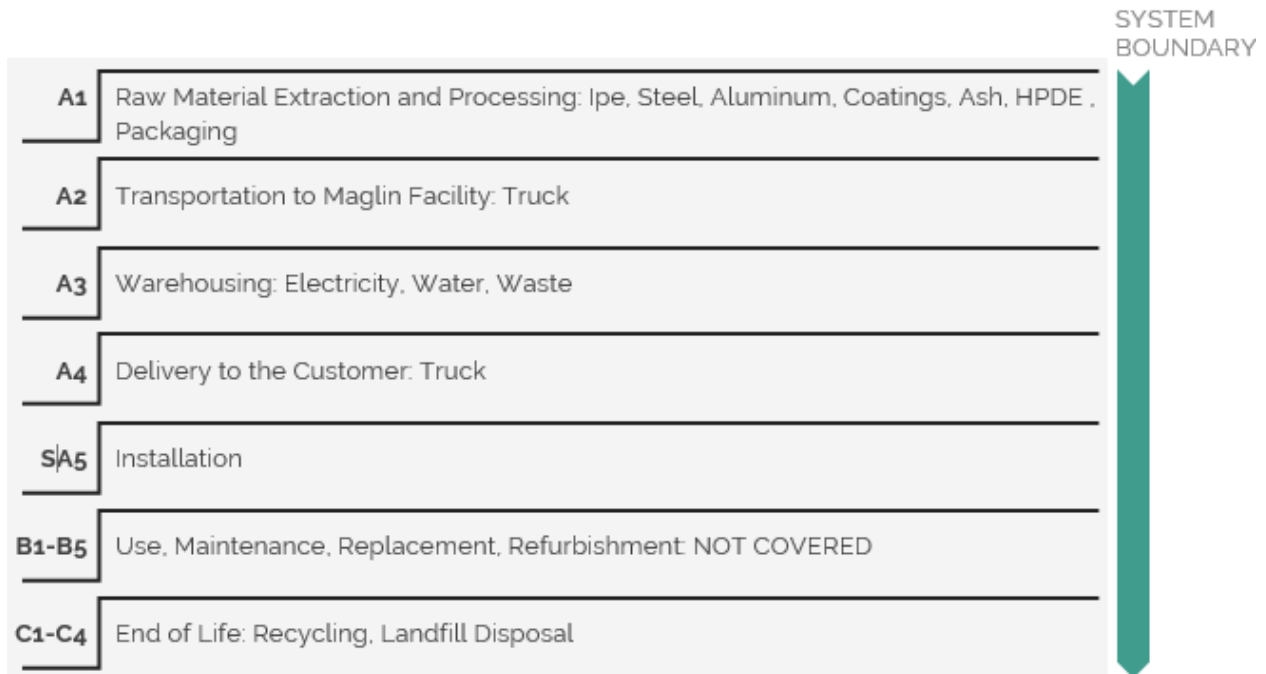 SYSTEM
BOUNDARY
A1 Raw Material Extraction and Processing: Ipe, Steel, Aluminum, Coatings, Ash, HPDE ,
Packaging
A2 Transportation to Maglin Facility: Truck
A3 Warehousing: Electricity, Water, Waste
A4 Delivery to the Customer: Truck
S|A5 Installation
B1-B5 Use, Maintenance, Replacement, Refurbishment: NOT COVERED
C1-C4 End of Life: Recycling, Landfill Disposal